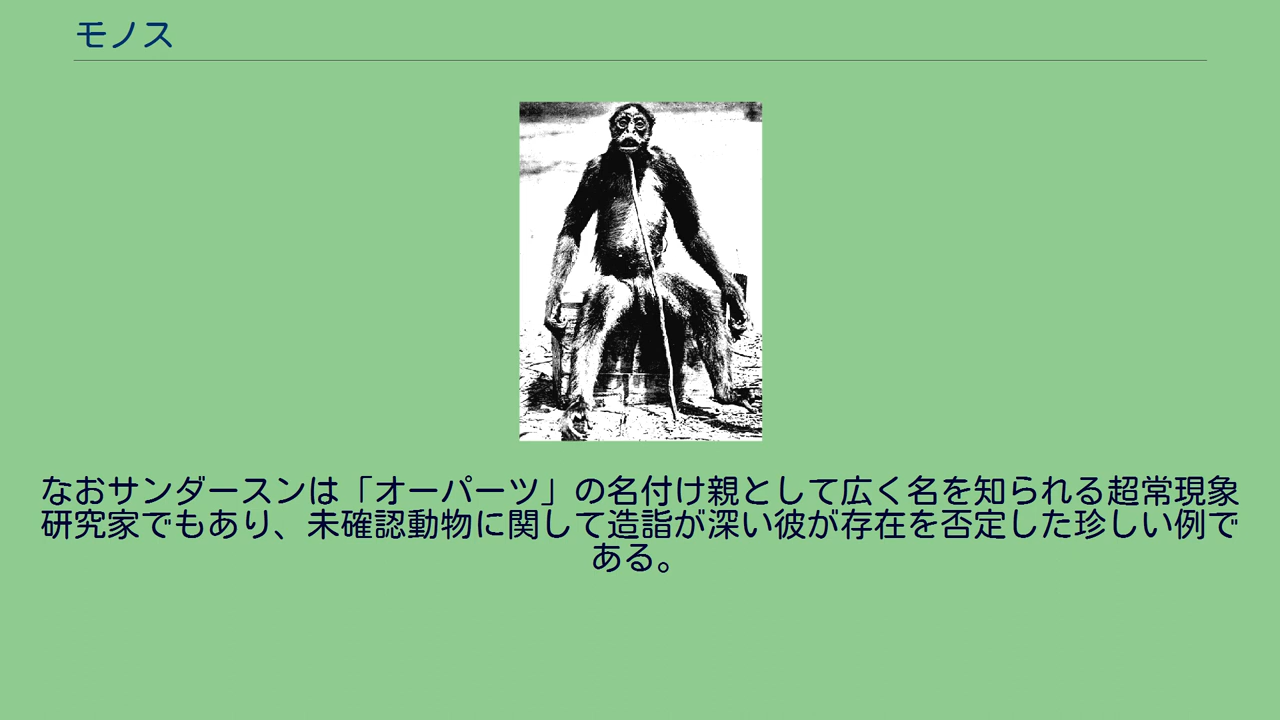 モノス
なおサンダースンは「オーパーツ」の名付け親として広く名を知られる超常現象
研究家でもあり、未確認動物に関して造詣が深い彼が存在を否定した珍しい例で
ある。